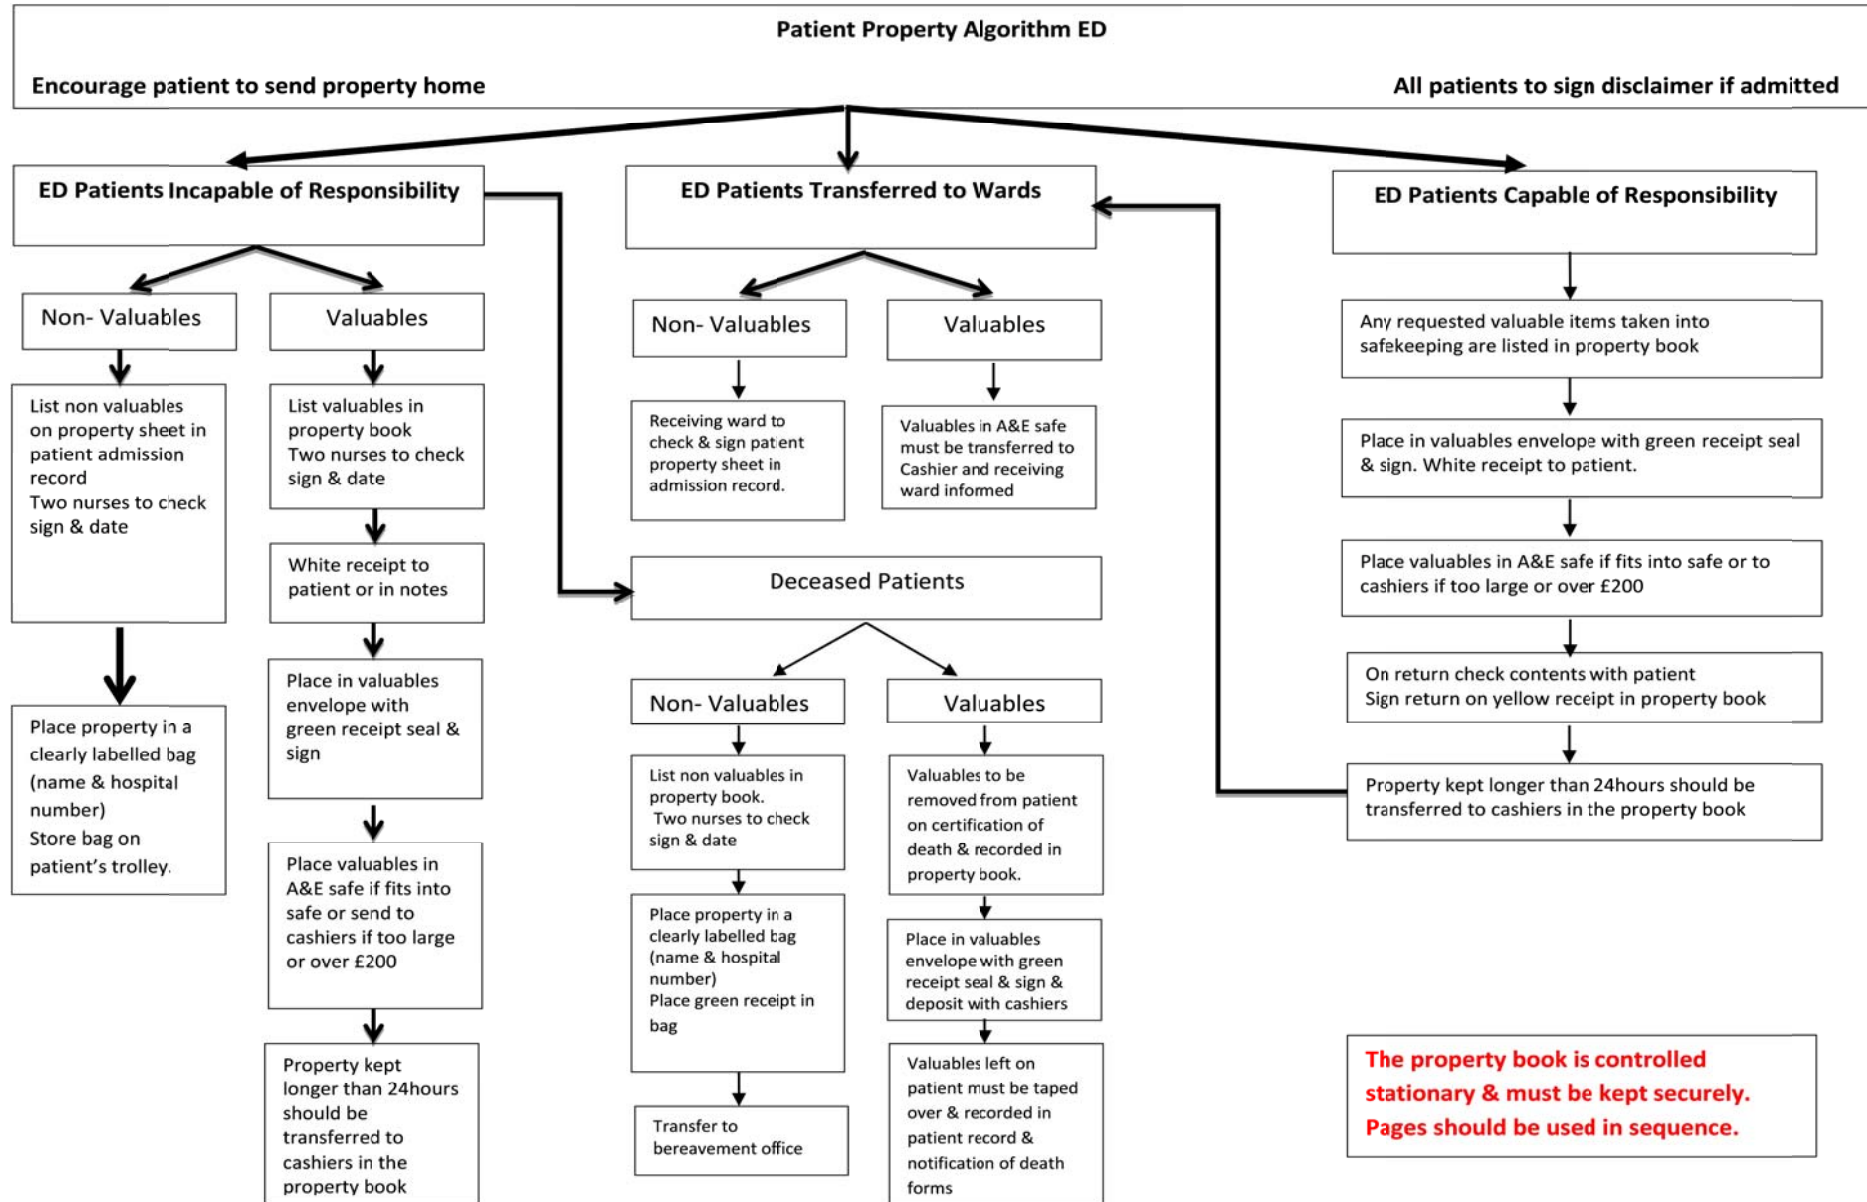 Patient Property Algorithm ED
Encourage patient to send property home
All patients to sign disclaimer if admitted
ED Patients Incapable of Responsibility
Non- Valuables
List non valuables
on property sheet in
patient admission
record
Two nurses to check
sign & date
Place property in a
clearly labelled bag
(name & hospital
number)
Store bag on
patient's trolley.
Valuables
List valuables in
property book
Two nurses to check
sign & date
White receipt to
patient or in notes
Place in valuables
envelope with
green receipt seal &
sign
Place valuables in
A&E safe if fits into
safe or send to
cashiers if too large
or over £200
Property kept
longer than 24hours
should be
transferred to
cashiers in the
property book
ED Patients Transferred to Wards
Non- Valuables
Receiving ward to
check & sign patient
property sheet in
admission record.
Valuables
Valuables in A&E safe
must be transferred to
Cashier and receiving
ward informed
Deceased Patients
Non- Valuables
List non valuables in
property book.
Two nurses to check
sign & date
Place property in a
clearly labelled bag
(name & hospital
number)
Place green receipt in
bag
Transfer to
bereavement office
Valuables
Valuables to be
removed from patient
on certification of
death & recorded in
property book.
Place in valuables
envelope with green
receipt seal & sign &
deposit with cashiers
Valuables left on
patient must be taped
over & recorded in
patient record &
notification of death
forms
ED Patients Capable of Responsibility
Any requested valuable items taken into
safekeeping are listed in property book
Place in valuables envelope with green receipt seal
& sign. White receipt to patient.
Place valuables in A&E safe if fits into safe or to
cashiers if too large or over £200
On return check contents with patient
Sign return on yellow receipt in property book
Property kept longer than 24hours should be
transferred to cashiers in the property book
The property book is controlled
stationary & must be kept securely.
Pages should be used in sequence.